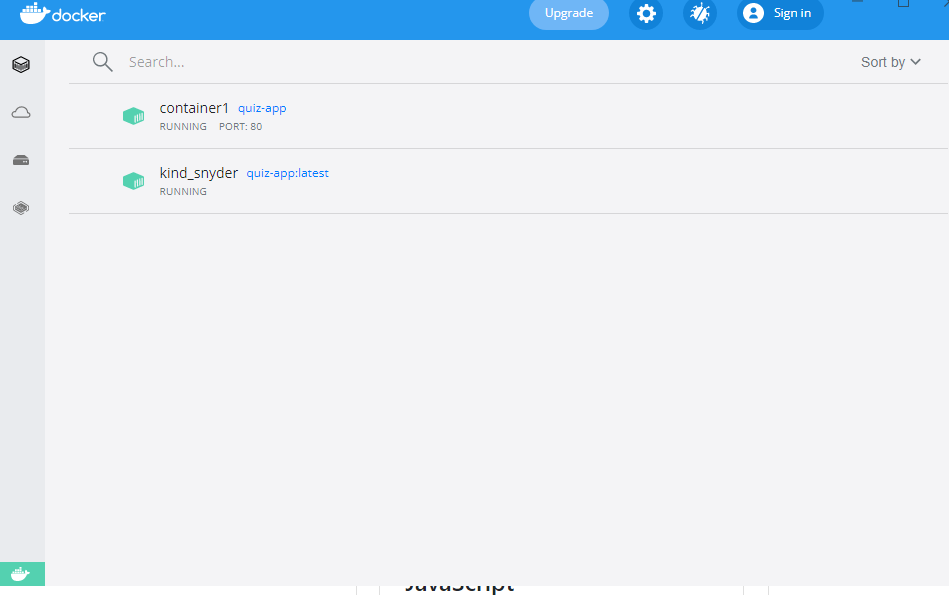 docker
Upgrade
Sign in
Search...
Sort by
container1 quiz-app
RUNNING PORT: 80
kind_snyder quiz-app:latest
RUNNING
JavaScript